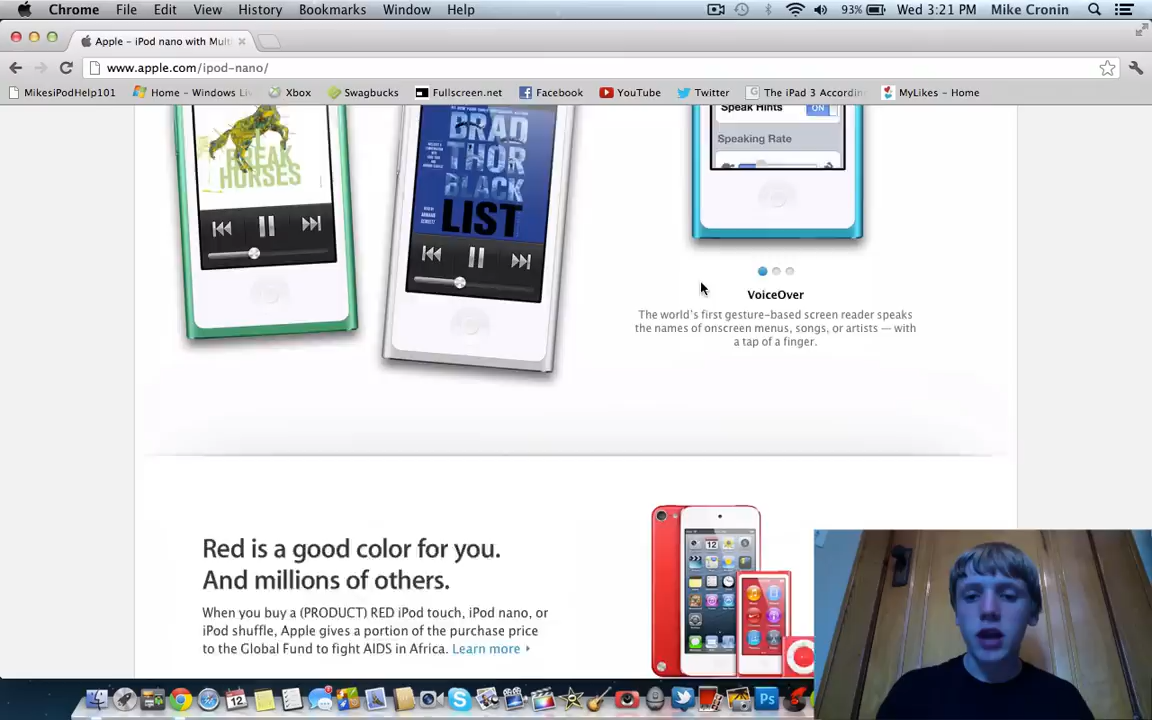 Chrome File Edit View History Bookmarks Window Help 93% Wed 3:21 PM Mike Cronin
Apple – iPod nano with Mult
www.apple.com/ipod-nano/
MikesiPodHelp101 Home – Windows Liv Xbox Swagbucks Fullscreen.net Facebook YouTube Twitter The iPad 3 Accordin MyLikes – Home
BREAK
HORSES
BRAD
THOR
BLACK
LIST
Speak Hints ON
Speaking Rate
VoiceOver
The world's first gesture-based screen reader speaks
the names of onscreen menus, songs, or artists — with
a tap of a finger.
Red is a good color for you.
And millions of others.
When you buy a (PRODUCT) RED iPod touch, iPod nano, or
iPod shuffle, Apple gives a portion of the purchase price
to the Global Fund to fight AIDS in Africa. Learn more
12
12
Ps